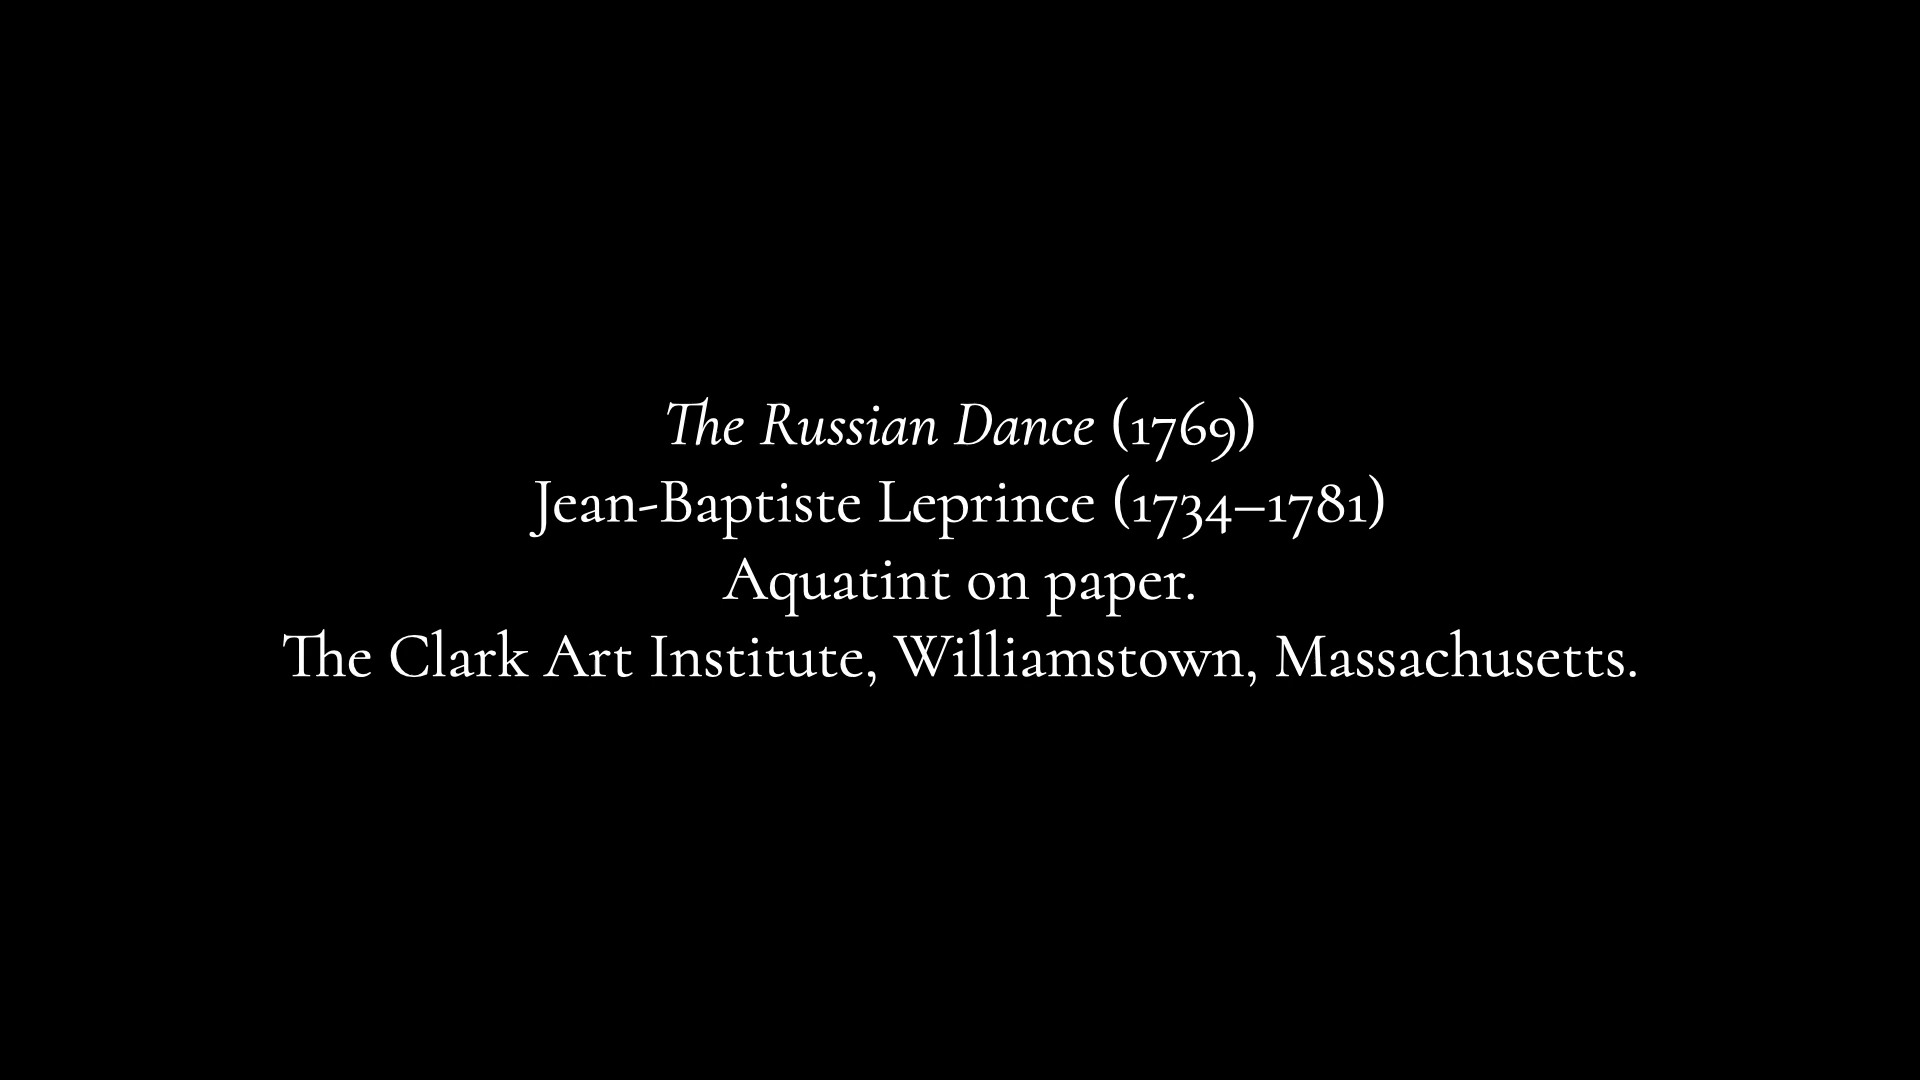 The Russian Dance (1769)
Jean-Baptiste Leprince (1734–1781)
Aquatint on paper.
The Clark Art Institute, Williamstown, Massachusetts.